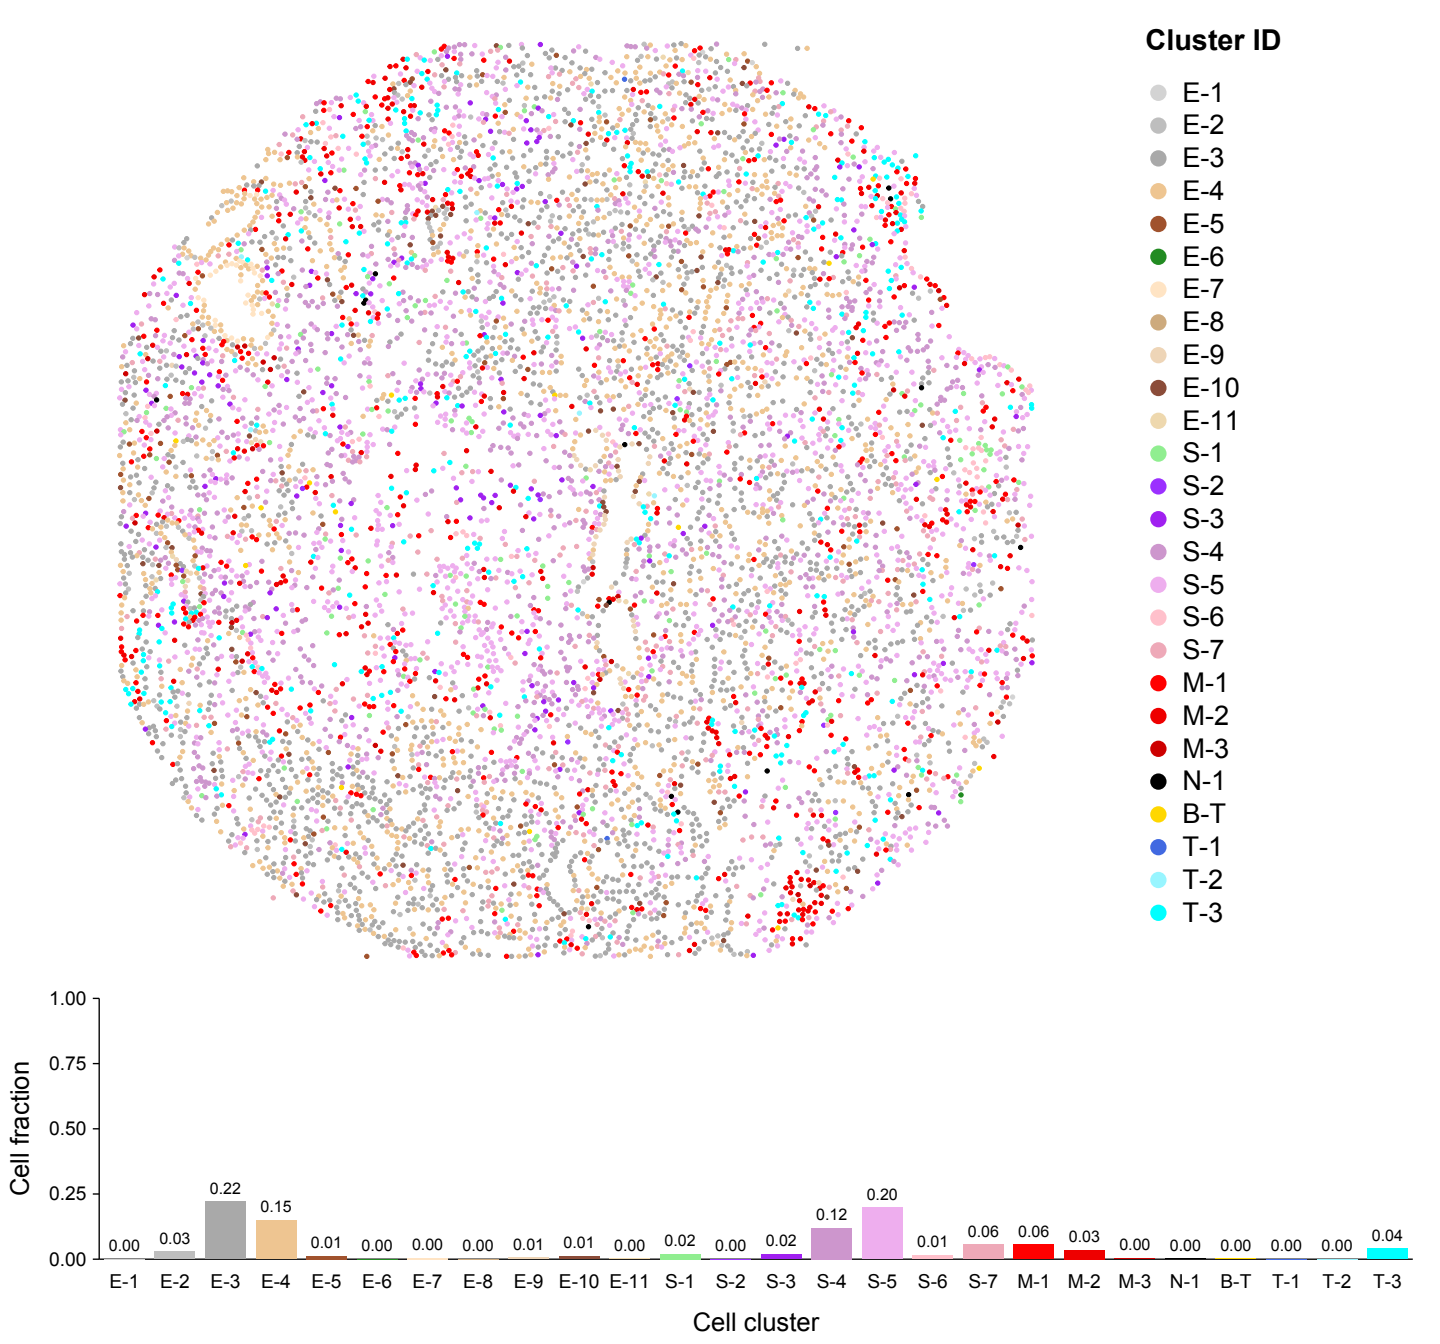 Cluster ID
E-1
E-2
E-3
E-4
E-5
E-6
E-7
E-8
E-9
E-10
E-11
S-1
S-2
S-3
S-4
S-5
S-6
S-7
M-1
M-2
M-3
N-1
B-T
T-1
T-2
T-3
1.00
0.75
0.50
0.25
0.00
Cell fraction
0.00 0.03 0.22 0.15 0.01 0.00 0.00 0.00 0.01 0.01 0.00 0.02 0.00 0.02 0.12 0.20 0.01 0.06 0.06 0.03 0.00 0.00 0.00 0.00 0.00 0.04
E-1 E-2 E-3 E-4 E-5 E-6 E-7 E-8 E-9 E-10 E-11 S-1 S-2 S-3 S-4 S-5 S-6 S-7 M-1 M-2 M-3 N-1 B-T T-1 T-2 T-3
Cell cluster